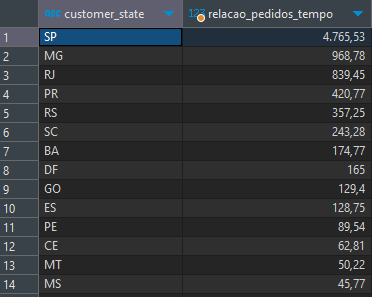 ABC customer_state 123 relacao_pedidos_tempo
1 SP 4.765,53
2 MG 968,78
3 RJ 839,45
4 PR 420,77
5 RS 357,25
6 SC 243,28
7 BA 174,77
8 DF 165
9 GO 129,4
10 ES 128,75
11 PE 89,54
12 CE 62,81
13 MT 50,22
14 MS 45,77